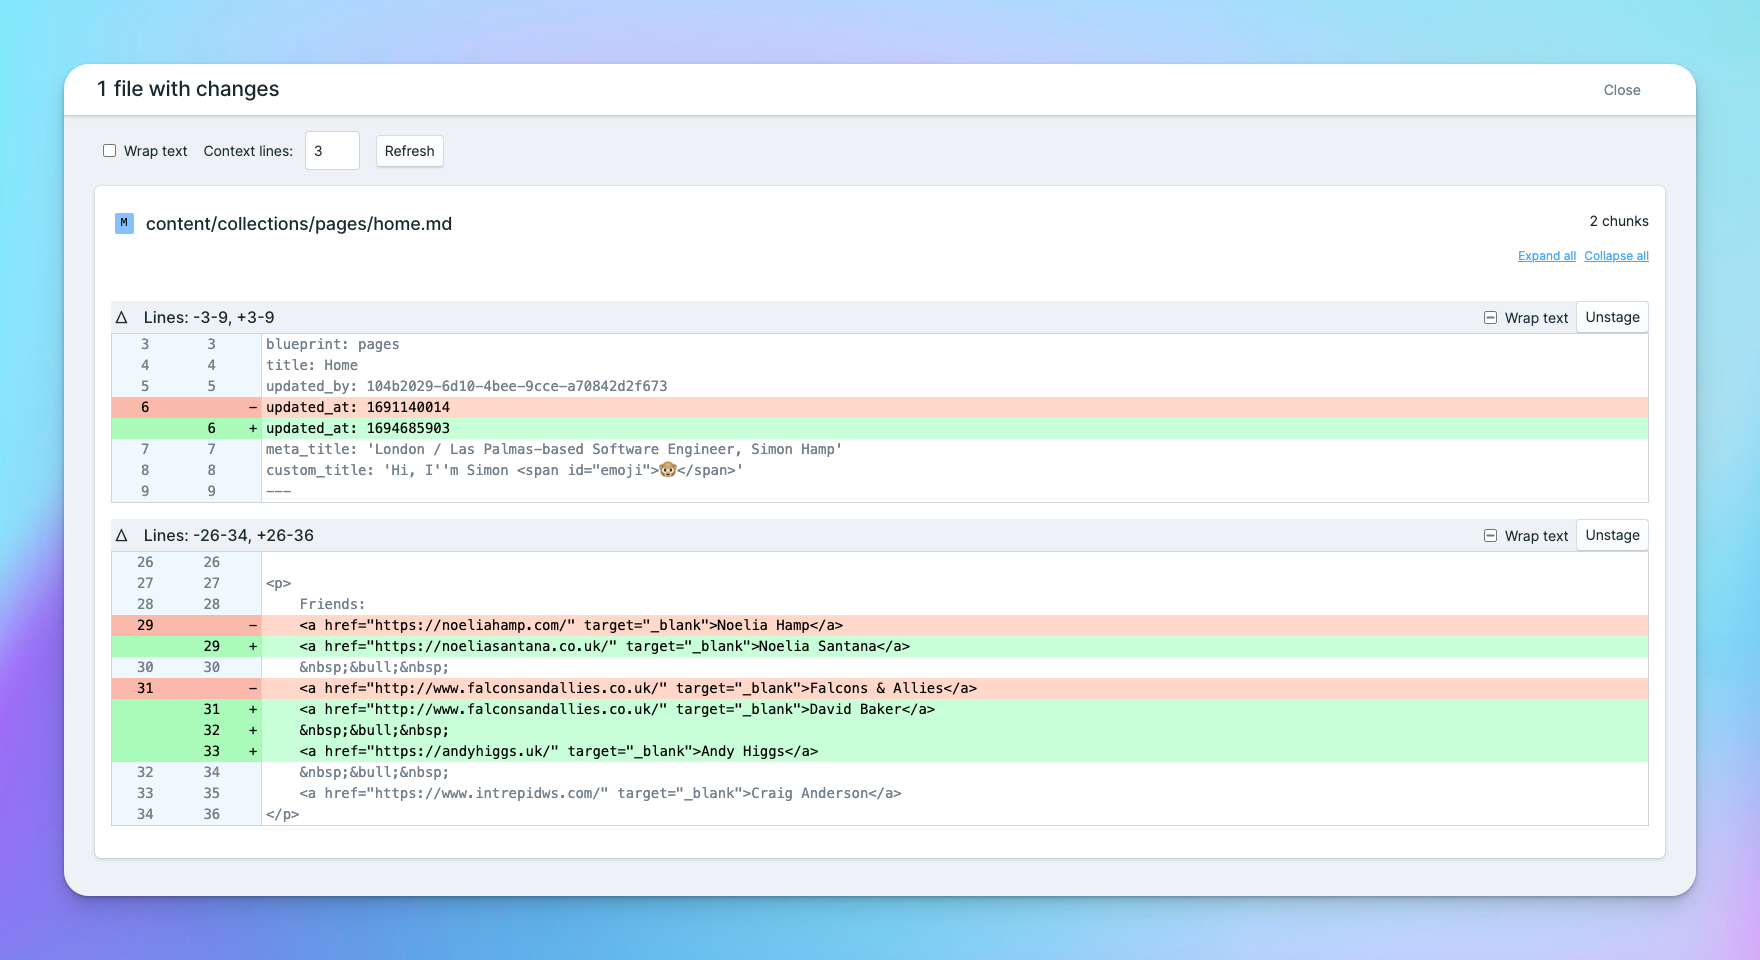 1 file with changes
Close
Wrap text Context lines: 3 Refresh
M content/collections/pages/home.md
2 chunks
Expand all Collapse all
Δ Lines: -3-9, +3-9 Wrap text Unstage
3 3 blueprint: pages
4 4 title: Home
5 5 updated_by: 104b2029-6d10-4bee-9cce-a70842d2f673
6 - updated_at: 1691140014
6 + updated_at: 1694685903
7 7 meta_title: 'London / Las Palmas-based Software Engineer, Simon Hamp'
8 8 custom_title: 'Hi, I''m Simon <span id="emoji">🐵</span>'
9 9 ---
Δ Lines: -26-34, +26-36 Wrap text Unstage
26 26
27 27 <p>
28 28 Friends:
29 - <a href="https://noeliahamp.com/" target="_blank">Noelia Hamp</a>
29 + <a href="https://noeliasantana.co.uk/" target="_blank">Noelia Santana</a>
30 30 &nbsp;&bull;&nbsp;
31 - <a href="http://www.falconsandallies.co.uk/" target="_blank">Falcons & Allies</a>
31 + <a href="http://www.falconsandallies.co.uk/" target="_blank">David Baker</a>
32 + &nbsp;&bull;&nbsp;
33 + <a href="https://andyhiggs.uk/" target="_blank">Andy Higgs</a>
32 34 &nbsp;&bull;&nbsp;
33 35 <a href="https://www.intrepidws.com/" target="_blank">Craig Anderson</a>
34 36 </p>